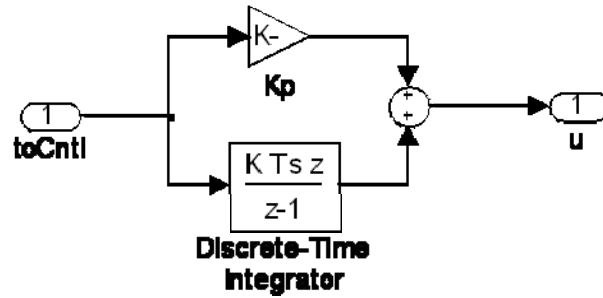 K-
Kp
1
toCntl
+
+
1
u
K Ts z
z-1
Discrete-Time
Integrator